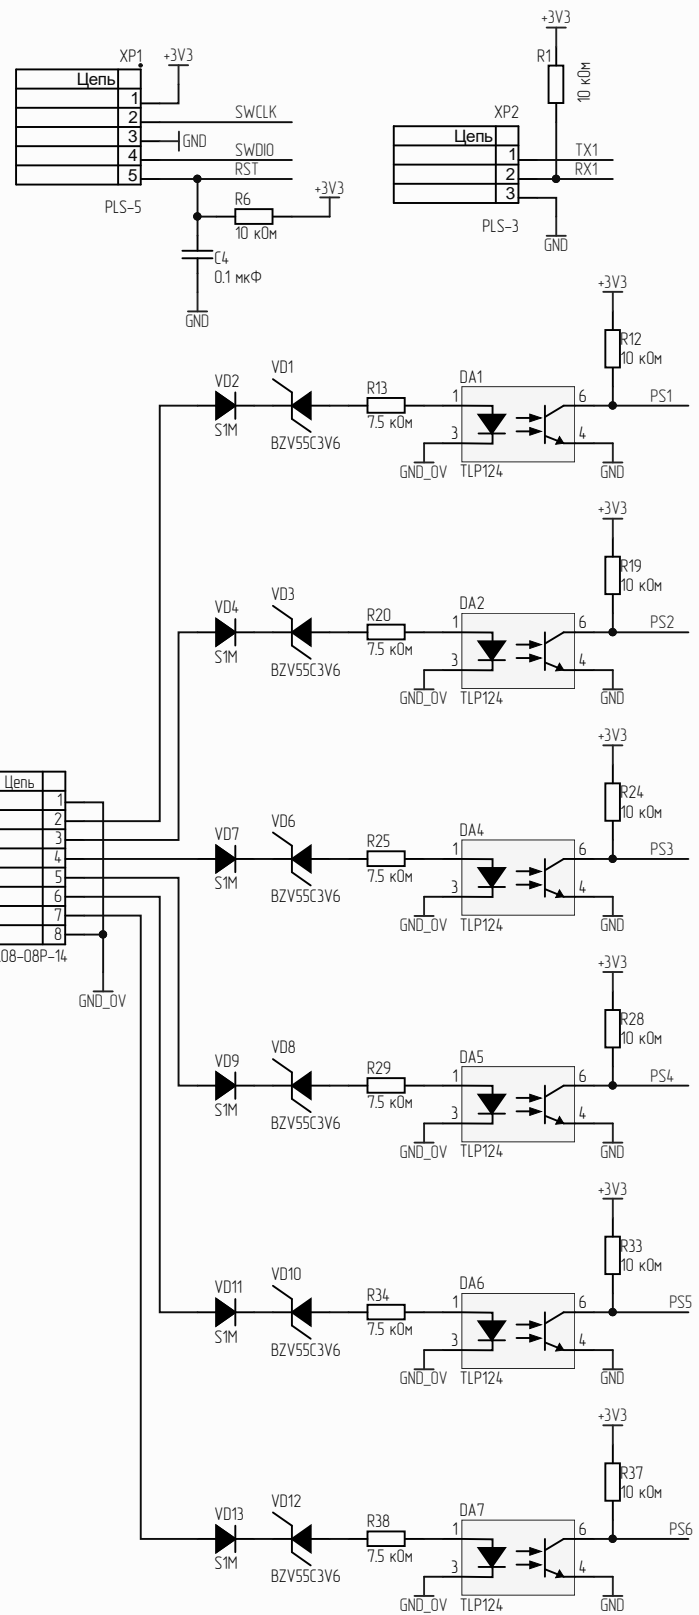 +3V3
R1
10 кОм
XP1
+3V3
Цепь
1
2
3
4
5
SWCLK
GND
SWDIO
RST
PLS-5
R6
10 кОм
+3V3
C4
0.1 мкФ
GND
XP2
Цепь
1
2
3
TX1
RX1
PLS-3
GND
+3V3
R12
10 кОм
VD2
S1M
VD1
BZV55C3V6
R13
7.5 кОм
DA1
1
3
6
4
PS1
GND_0V
TLP124
GND
+3V3
R19
10 кОм
VD4
S1M
VD3
BZV55C3V6
R20
7.5 кОм
DA2
1
3
6
4
PS2
GND_0V
TLP124
GND
+3V3
R24
10 кОм
Цепь
1
2
3
4
5
6
7
8
.08-08P-14
GND_0V
VD7
S1M
VD6
BZV55C3V6
R25
7.5 кОм
DA4
1
3
6
4
PS3
GND_0V
TLP124
GND
+3V3
R28
10 кОм
VD9
S1M
VD8
BZV55C3V6
R29
7.5 кОм
DA5
1
3
6
4
PS4
GND_0V
TLP124
GND
+3V3
R33
10 кОм
VD11
S1M
VD10
BZV55C3V6
R34
7.5 кОм
DA6
1
3
6
4
PS5
GND_0V
TLP124
GND
+3V3
R37
10 кОм
VD13
S1M
VD12
BZV55C3V6
R38
7.5 кОм
DA7
1
3
6
4
PS6
GND_0V
TLP124
GND